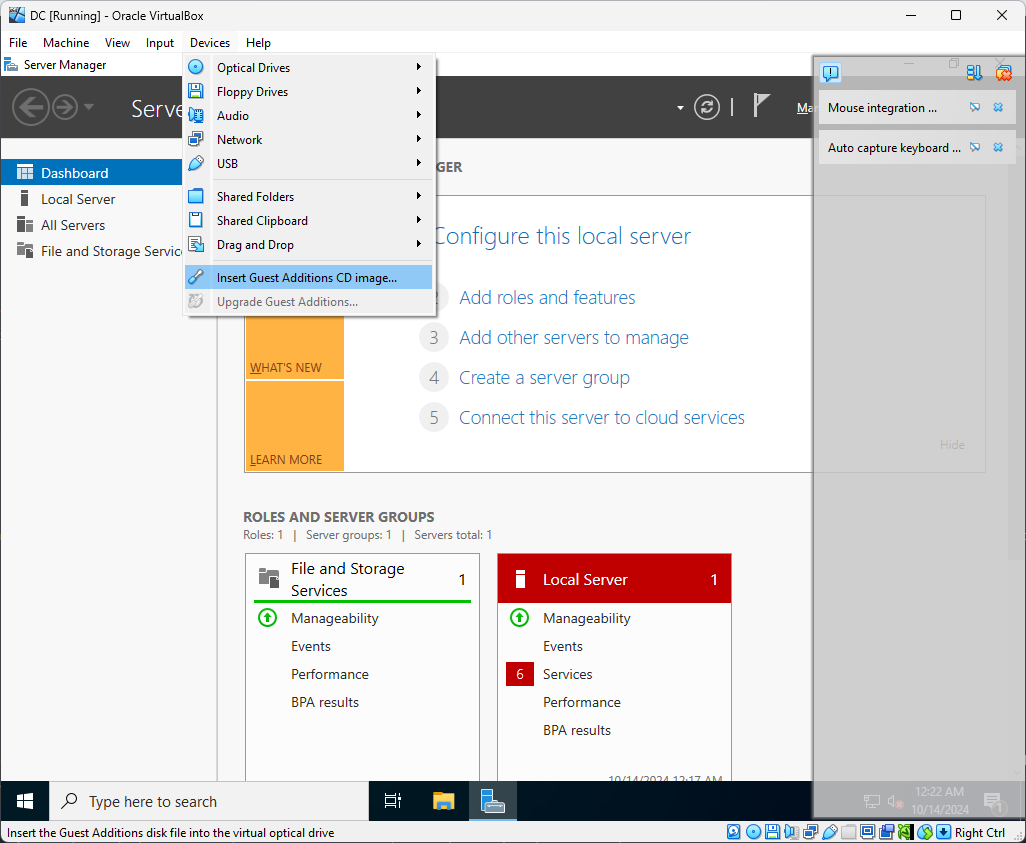 DC [Running] - Oracle VirtualBox
File Machine View Input Devices Help
Server Manager
Optical Drives
Floppy Drives
Audio
Network
USB
Shared Folders
Shared Clipboard
Drag and Drop
Insert Guest Additions CD image...
Upgrade Guest Additions...
Mouse integration ...
Auto capture keyboard ...
Dashboard
Local Server
All Servers
Configure this local server
Add roles and features
3 Add other servers to manage
4 Create a server group
5 Connect this server to cloud services
WHAT'S NEW
LEARN MORE
Hide
ROLES AND SERVER GROUPS
Roles: 1 | Server groups: 1 | Servers total: 1
File and Storage
Services
1
Manageability
Events
Performance
BPA results
Local Server 1
Manageability
Events
6 Services
Performance
BPA results
10/14/2024 12:17 AM
Type here to search
12:22 AM
10/14/2024
1
Insert the Guest Additions disk file into the virtual optical drive
Right Ctrl